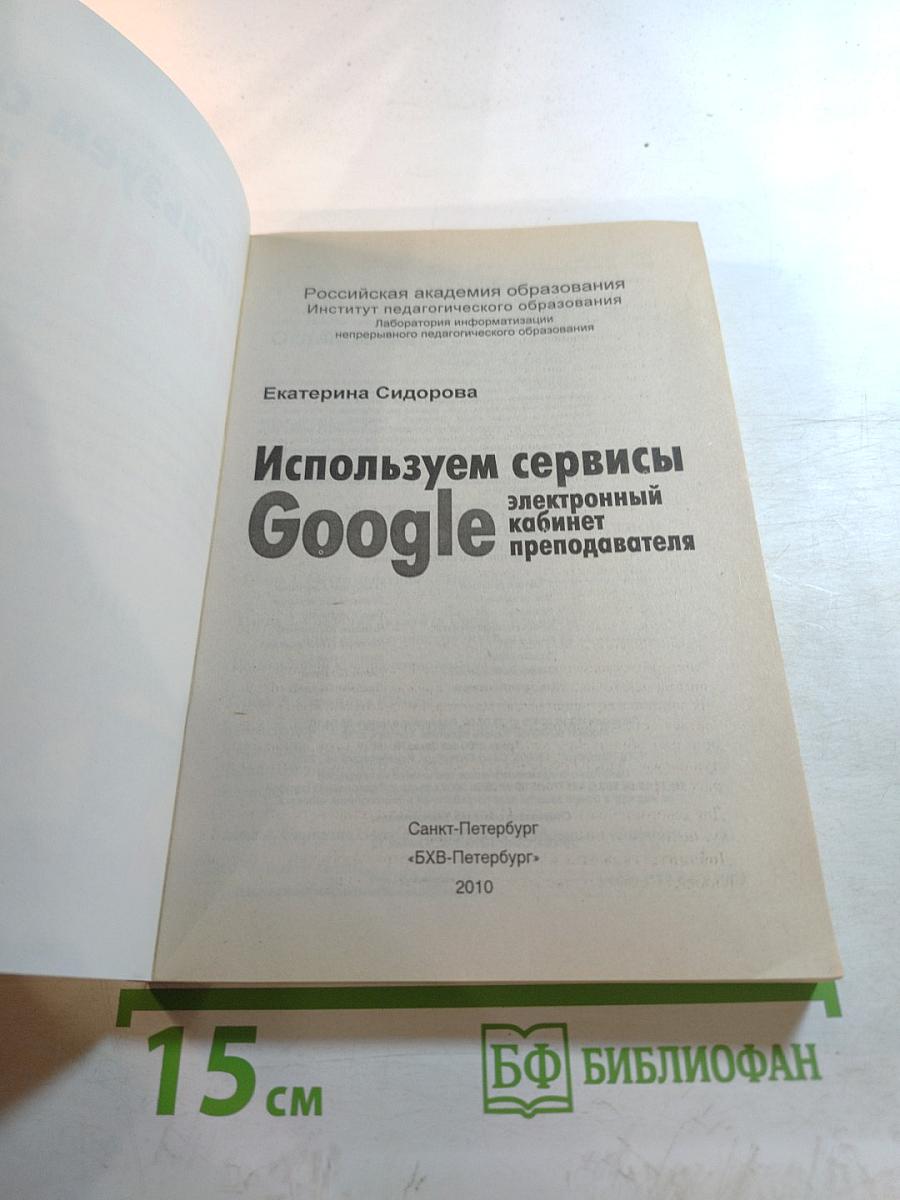 Российская академия образования
Институт педагогического образования
Лаборатория информатизации
непрерывного педагогического образования
Екатерина Сидорова
Используем сервисы
Google
электронный
кабинет
преподавателя
Санкт-Петербург
«БХВ-Петербург»
2010
15 см
БФ БИБЛИОФАН